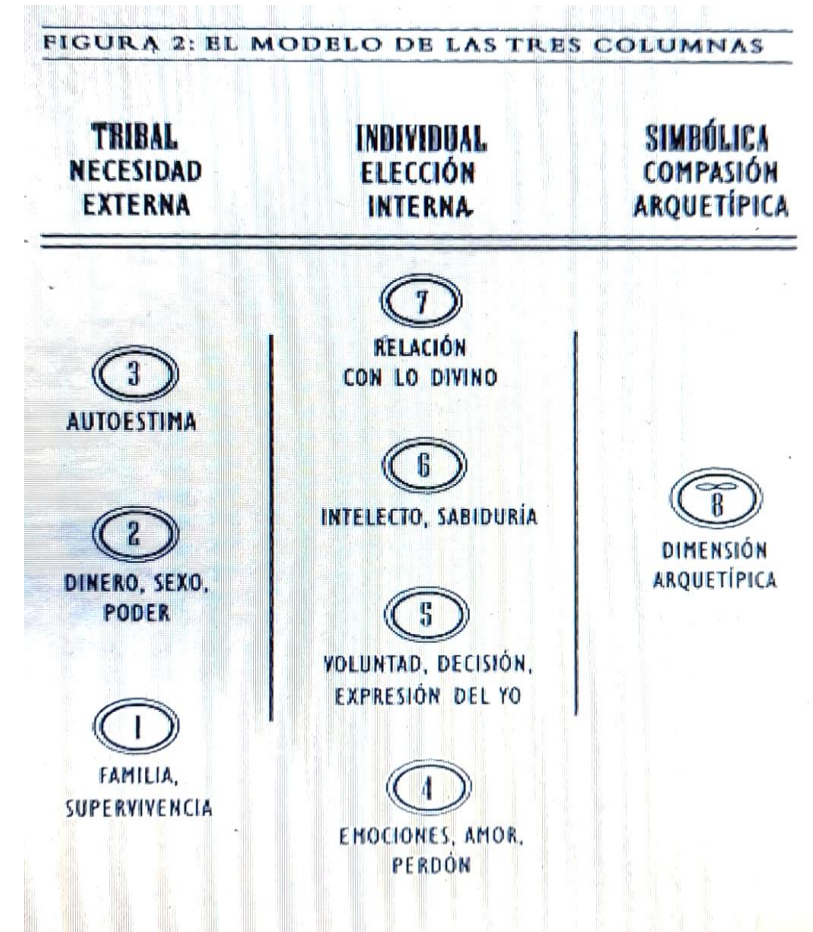 FIGURA 2: EL MODELO DE LAS TRES COLUMNAS
TRIBAL
NECESIDAD
EXTERNA
INDIVIDUAL
ELECCIÓN
INTERNA
SIMBÓLICA
COMPASIÓN
ARQUETÍPICA
3
AUTOESTIMA
2
DINERO, SEXO,
PODER
1
FAMILIA,
SUPERVIVENCIA
7
RELACIÓN
CON LO DIVINO
6
INTELECTO, SABIDURÍA
5
VOLUNTAD, DECISIÓN,
EXPRESIÓN DEL YO
4
EMOCIONES, AMOR,
PERDÓN
∞
8
DIMENSIÓN
ARQUETÍPICA